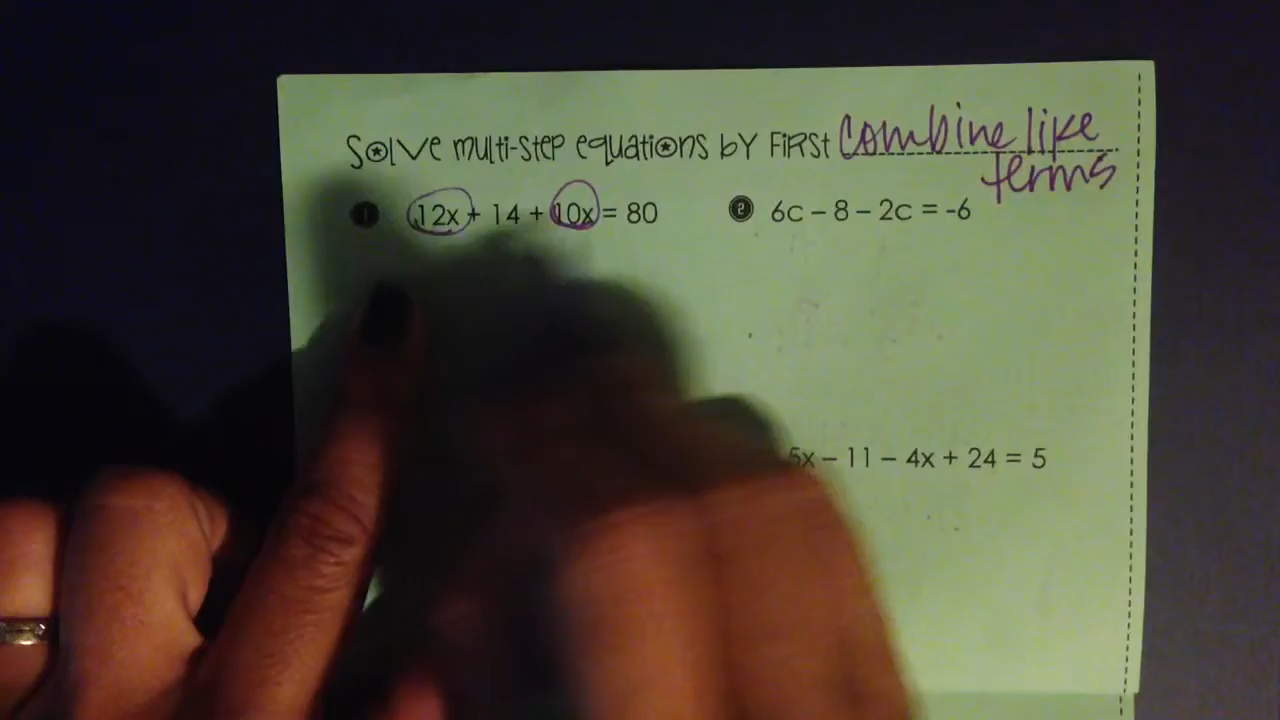 Solve multi-step equations by first combine like
terms
1 12x + 14 + 10x = 80
2 6c – 8 – 2c = -6
5x – 11 – 4x + 24 = 5